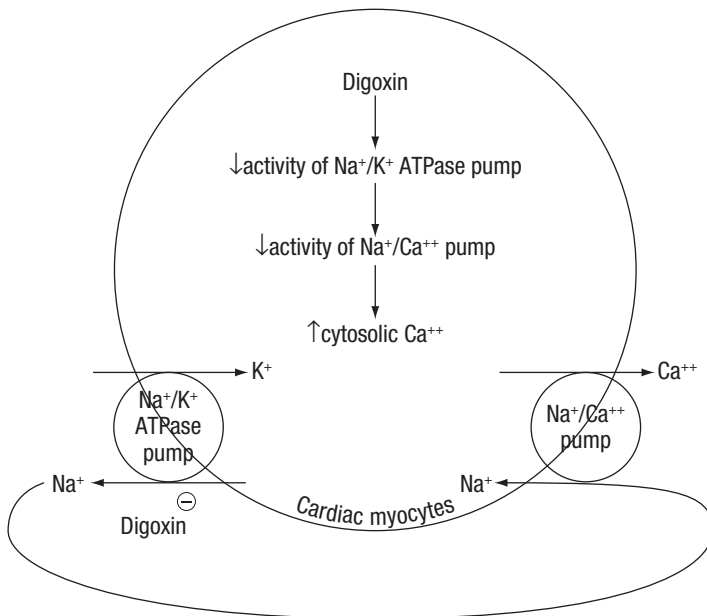 Digoxin
↓activity of Na⁺/K⁺ ATPase pump
↓activity of Na⁺/Ca⁺⁺ pump
↑cytosolic Ca⁺⁺
K⁺
Na⁺/K⁺
ATPase
pump
Na⁺
⊖
Digoxin
Ca⁺⁺
Na⁺/Ca⁺⁺
pump
Na⁺
Cardiac myocytes